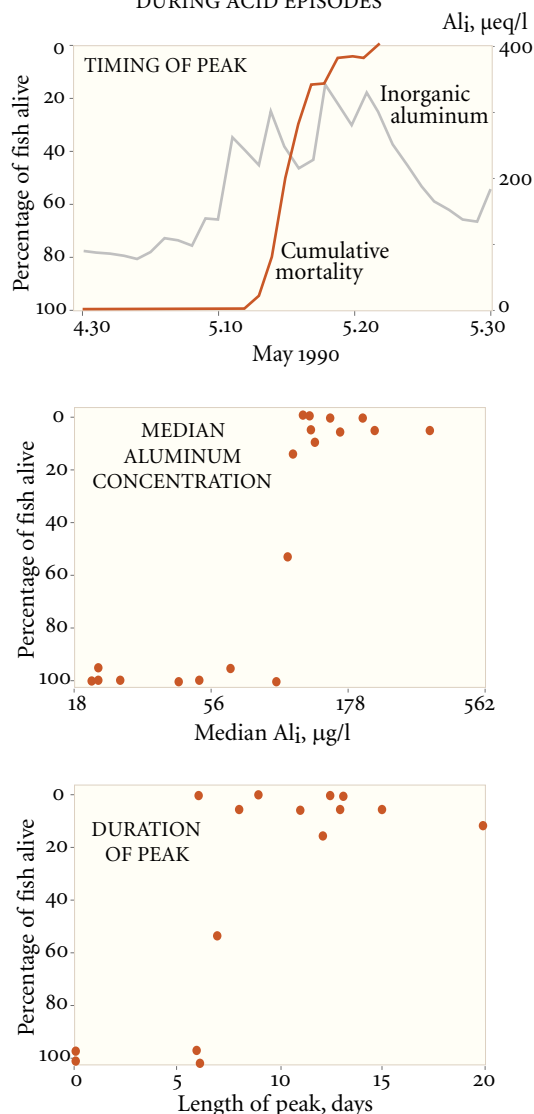 DURING ACID EPISODES
Ali, μeq/l
TIMING OF PEAK
Percentage of fish alive
0
20
40
60
80
100
400
200
0
Inorganic
aluminum
Cumulative
mortality
4.30
5.10
5.20
5.30
May 1990
MEDIAN
ALUMINUM
CONCENTRATION
Percentage of fish alive
0
20
40
60
80
100
18
56
178
562
Median Ali, μg/l
DURATION
OF PEAK
Percentage of fish alive
0
20
40
60
80
100
0
5
10
15
20
Length of peak, days